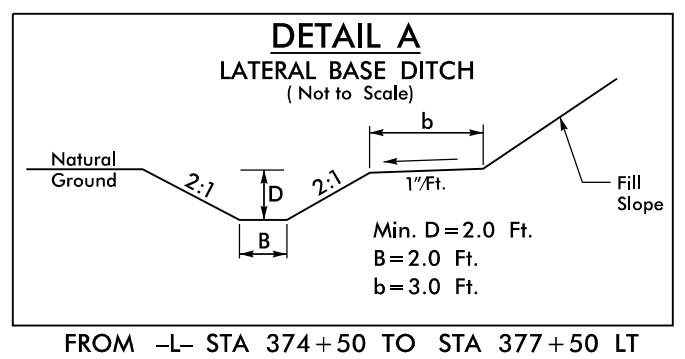 DETAIL A
LATERAL BASE DITCH
( Not to Scale)
b
Natural
Ground
2:1
D
2:1
1"/Ft.
Fill
Slope
B
Min. D=2.0 Ft.
B=2.0 Ft.
b=3.0 Ft.
FROM -L- STA 374+50 TO STA 377+50 LT